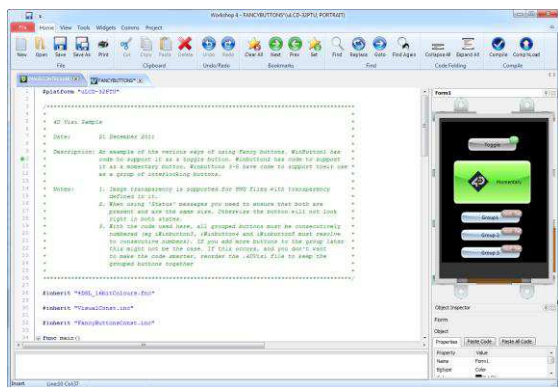 Workshop 4 - FANCYBUTTONS*(uLCD-32PTU, PORTRAIT)
File Home View Tools Widgets Comms Project
New Open Save Save As Print Cut Copy Paste Delete Undo Redo Clear All Next Prev Set Find Replace Goto Find Again Collapse All Expand All Compile Comp'nLoad
File Clipboard Undo/Redo Bookmarks Find Code Folding Compile
FANCYBUTTONS*
#platform "uLCD-32PTU"
4D Visi Sample
Date: 21 December 2011
Description: An example of the various ways of using Fancy buttons. WinButton1 has
code to support it as a toggle button. Winbutton2 has code to support
it as a momentary button. Winbuttons 3-5 have code to support their use
as a group of interlocking buttons.
Notes: 1. Image transparency is supported for PNG files with transparency
defined in it.
2. When using 'Status' messages you need to ensure that both are
present and are the same size. Otherwise the button will not look
right in both states.
3. With the code used here, all grouped buttons must be consecutively
numbered (eg iWinbutton3, iWinbutton4 and iWinbutton5 must resolve
to consecutive numbers). If you add more buttons to the group later
this might not be the case. If this occurs, and you don't want
to make the code smarter, reorder the .4DVisi file to keep the
grouped buttons together
#inherit "4DGL_16bitColours.fnc"
#inherit "VisualConst.inc"
#inherit "FancyButtonsConst.inc"
func main()
Form1
Toggle
Momentary
Group1
Group 2
Group 3
Object Inspector
Form
Object
Properties Paste Code Paste All Code
Property Value
Name Form1
Bgtype Color
Insert Line:10 Col:37